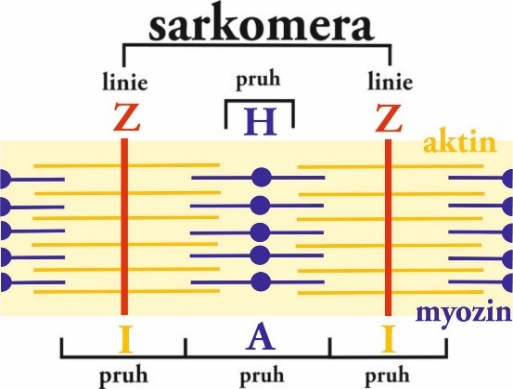 sarkomera
linie pruh linie
Z H Z
aktin
myozin
I A I
pruh pruh pruh